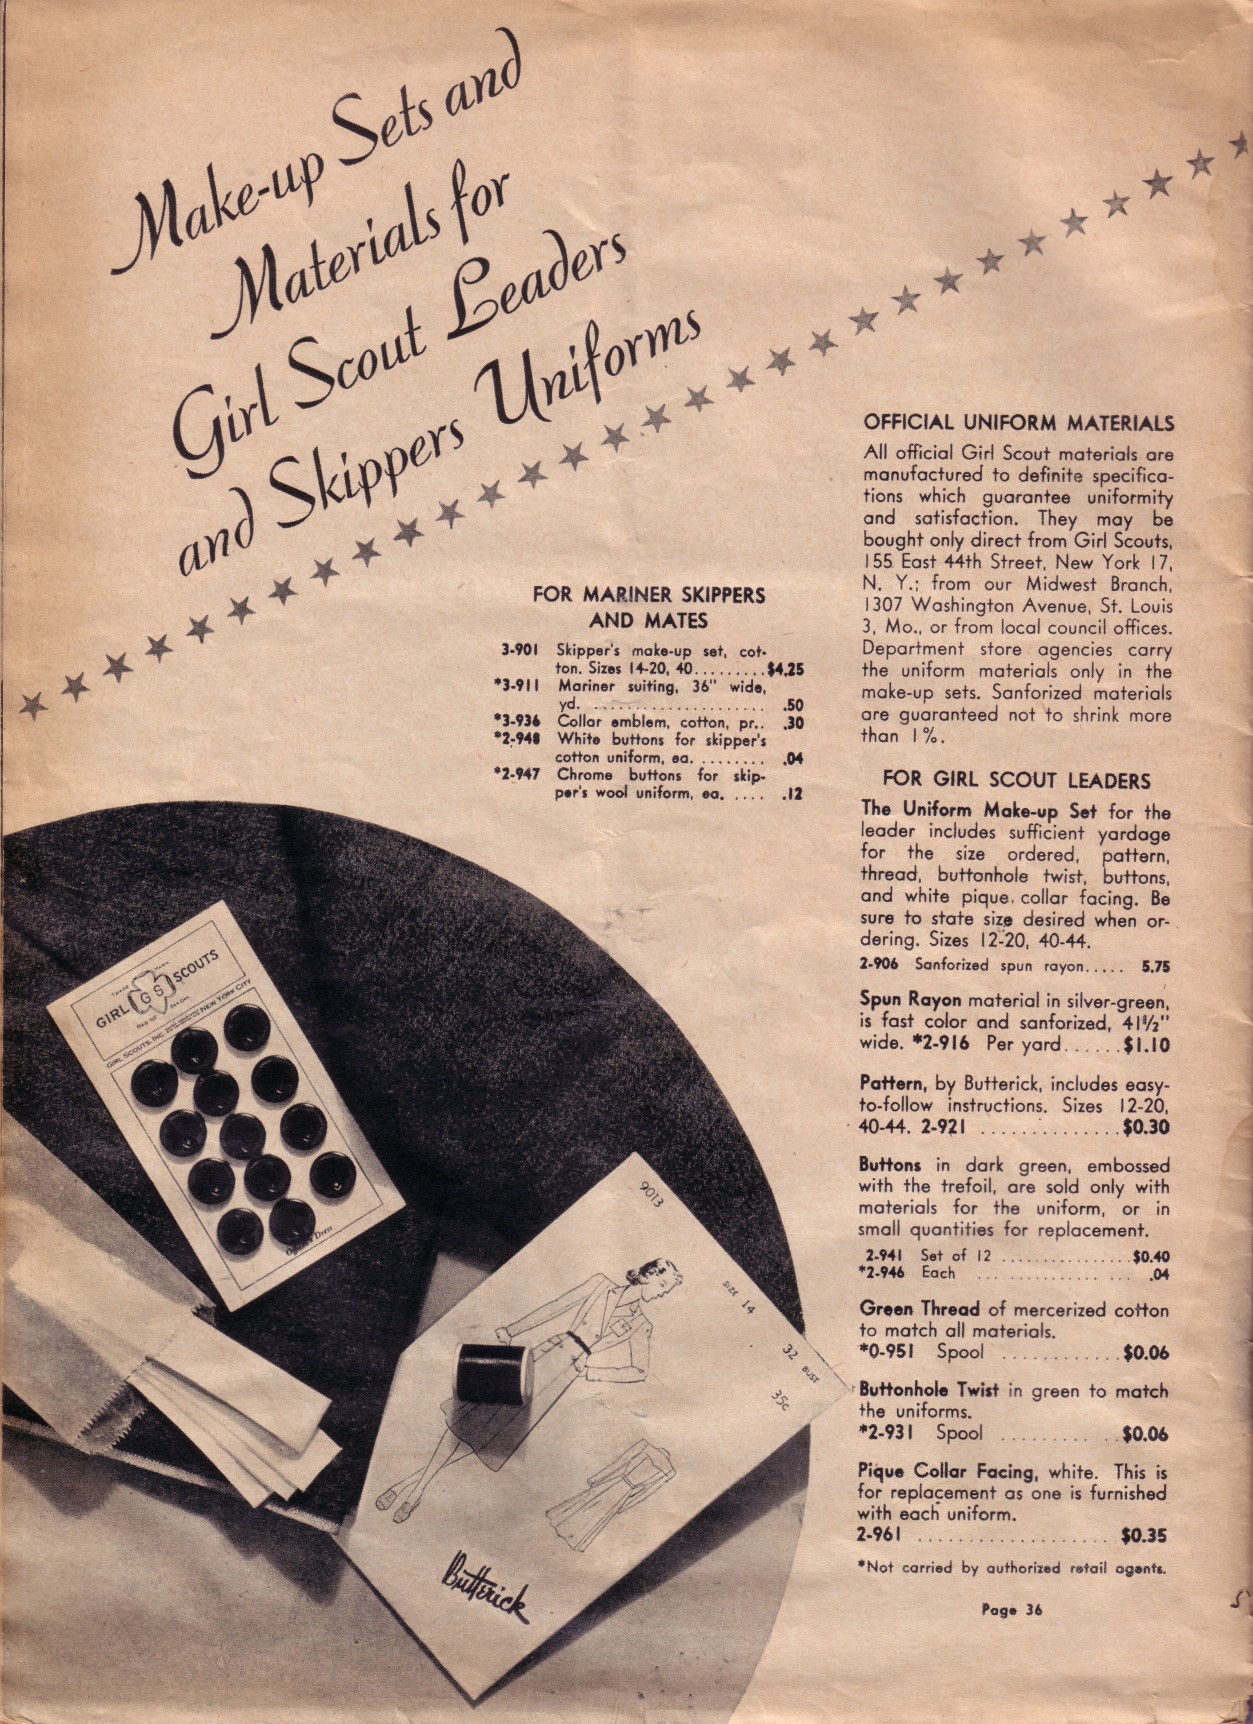 Make-up Sets and
Materials for
Girl Scout Leaders
and Skippers Uniforms
FOR MARINER SKIPPERS
AND MATES
3-901 Skipper's make-up set, cot-
ton. Sizes 14-20, 40......... $4.25
*3-911 Mariner suiting, 36" wide,
yd. ..................... .50
*3-936 Collar emblem, cotton, pr.. .30
*2-948 White buttons for skipper's
cotton uniform, ea. ........ .04
*2-947 Chrome buttons for skip-
per's wool uniform, ea. .... .12
OFFICIAL UNIFORM MATERIALS
All official Girl Scout materials are
manufactured to definite specifica-
tions which guarantee uniformity
and satisfaction. They may be
bought only direct from Girl Scouts,
155 East 44th Street, New York 17,
N. Y.; from our Midwest Branch,
1307 Washington Avenue, St. Louis
3, Mo., or from local council offices.
Department store agencies carry
the uniform materials only in the
make-up sets. Sanforized materials
are guaranteed not to shrink more
than 1%.
FOR GIRL SCOUT LEADERS
The Uniform Make-up Set for the
leader includes sufficient yardage
for the size ordered, pattern,
thread, buttonhole twist, buttons,
and white pique collar facing. Be
sure to state size desired when or-
dering. Sizes 12-20, 40-44.
2-906 Sanforized spun rayon..... 5.75
Spun Rayon material in silver-green,
is fast color and sanforized, 41½"
wide. *2-916 Per yard......$1.10
Pattern, by Butterick, includes easy-
to-follow instructions. Sizes 12-20,
40-44. 2-921 ..............$0.30
Buttons in dark green, embossed
with the trefoil, are sold only with
materials for the uniform, or in
small quantities for replacement.
2-941 Set of 12 ................$0.40
*2-946 Each ................... .04
Green Thread of mercerized cotton
to match all materials.
*0-951 Spool ............$0.06
Buttonhole Twist in green to match
the uniforms.
*2-931 Spool ...........$0.06
Pique Collar Facing, white. This is
for replacement as one is furnished
with each uniform.
2-961 ................... $0.35
*Not carried by authorized retail agents.
Page 36
GIRL GS SCOUTS
GIRL SCOUTS, INC. NEW YORK CITY
Dress
9013
SIZE 14
32 BUST
35c
Butterick